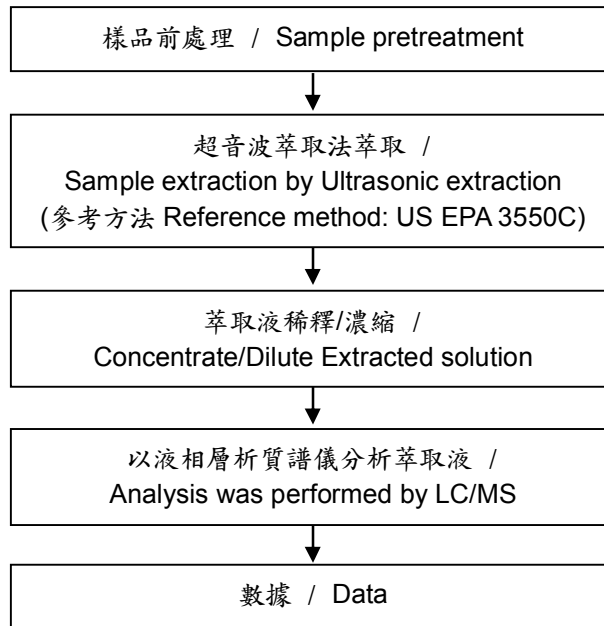 樣品前處理 / Sample pretreatment
超音波萃取法萃取 /
Sample extraction by Ultrasonic extraction
(參考方法 Reference method: US EPA 3550C)
萃取液稀釋/濃縮 /
Concentrate/Dilute Extracted solution
以液相層析質譜儀分析萃取液 /
Analysis was performed by LC/MS
數據 / Data